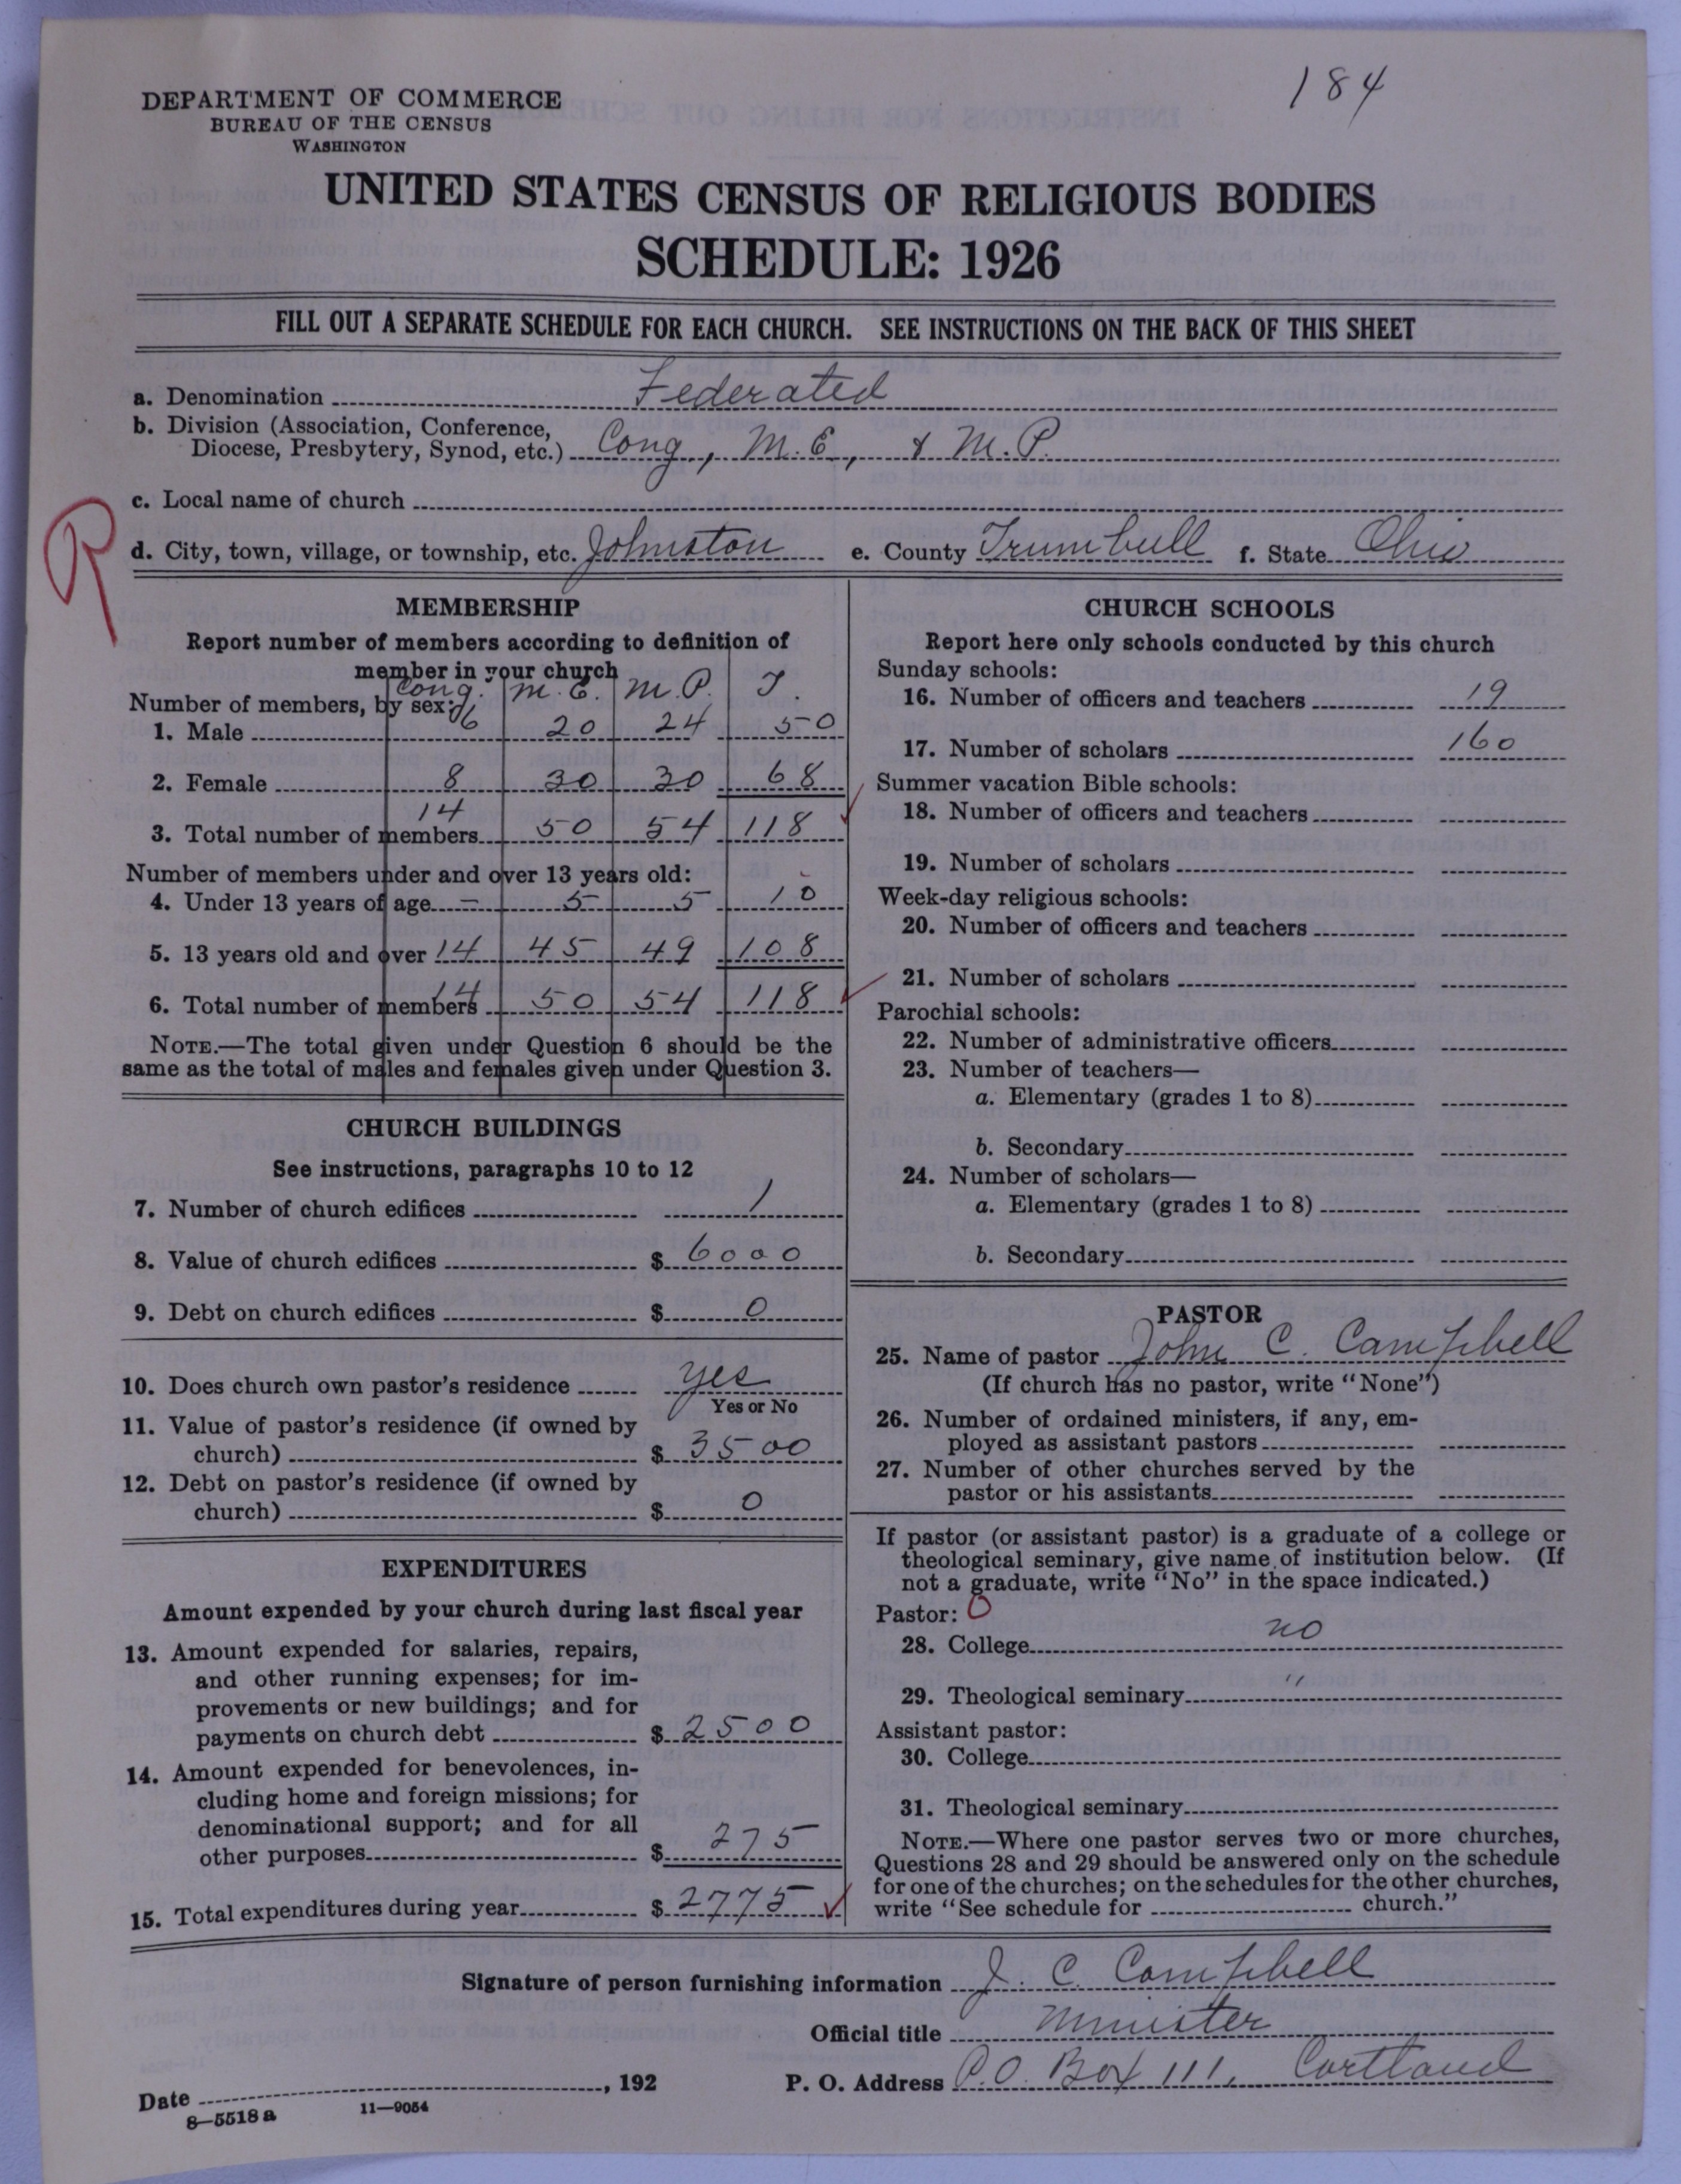 184
DEPARTMENT OF COMMERCE
BUREAU OF THE CENSUS
WASHINGTON
UNITED STATES CENSUS OF RELIGIOUS BODIES
SCHEDULE: 1926
FILL OUT A SEPARATE SCHEDULE FOR EACH CHURCH. SEE INSTRUCTIONS ON THE BACK OF THIS SHEET
a. Denomination Federated
b. Division (Association, Conference,
Diocese, Presbytery, Synod, etc.) Cong., M.E., & M.P.
c. Local name of church
R
d. City, town, village, or township, etc. Johnston e. County Trumbull f. State Ohio
MEMBERSHIP
Report number of members according to definition of
member in your church
Cong. M.E. M.P. T.
Number of members, by sex:
1. Male 6 20 24 50
2. Female 8 30 30 68
3. Total number of members 14 50 54 118
Number of members under and over 13 years old:
4. Under 13 years of age – 5 5 10
5. 13 years old and over 14 45 49 108
6. Total number of members 14 50 54 118
NOTE.—The total given under Question 6 should be the
same as the total of males and females given under Question 3.
CHURCH BUILDINGS
See instructions, paragraphs 10 to 12
7. Number of church edifices 1
8. Value of church edifices $ 6000
9. Debt on church edifices $ 0
10. Does church own pastor's residence yes
Yes or No
11. Value of pastor's residence (if owned by
church) $ 3500
12. Debt on pastor's residence (if owned by
church) $ 0
EXPENDITURES
Amount expended by your church during last fiscal year
13. Amount expended for salaries, repairs,
and other running expenses; for im-
provements or new buildings; and for
payments on church debt $ 2500
14. Amount expended for benevolences, in-
cluding home and foreign missions; for
denominational support; and for all
other purposes $ 275
15. Total expenditures during year $ 2775
CHURCH SCHOOLS
Report here only schools conducted by this church
Sunday schools:
16. Number of officers and teachers 19
17. Number of scholars 160
Summer vacation Bible schools:
18. Number of officers and teachers
19. Number of scholars
Week-day religious schools:
20. Number of officers and teachers
21. Number of scholars
Parochial schools:
22. Number of administrative officers
23. Number of teachers—
a. Elementary (grades 1 to 8)
b. Secondary
24. Number of scholars—
a. Elementary (grades 1 to 8)
b. Secondary
PASTOR
25. Name of pastor John C. Campbell
(If church has no pastor, write "None")
26. Number of ordained ministers, if any, em-
ployed as assistant pastors
27. Number of other churches served by the
pastor or his assistants
If pastor (or assistant pastor) is a graduate of a college or
theological seminary, give name of institution below. (If
not a graduate, write "No" in the space indicated.)
Pastor: 0
28. College no
29. Theological seminary "
Assistant pastor:
30. College
31. Theological seminary
NOTE.—Where one pastor serves two or more churches,
Questions 28 and 29 should be answered only on the schedule
for one of the churches; on the schedules for the other churches,
write "See schedule for church."
Signature of person furnishing information J. C. Campbell
Official title Minister
Date , 192 P. O. Address P.O. Box 111, Cortland
8—5518 a 11—9054